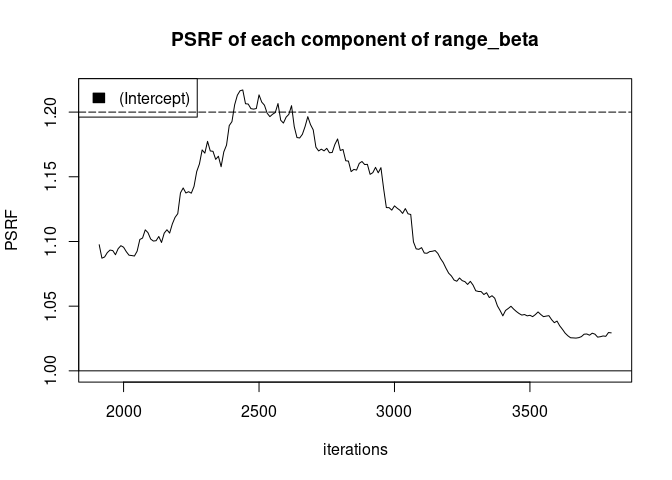 PSRF of each component of range_beta
(Intercept)
PSRF
1.20
1.15
1.10
1.05
1.00
2000 2500 3000 3500
iterations